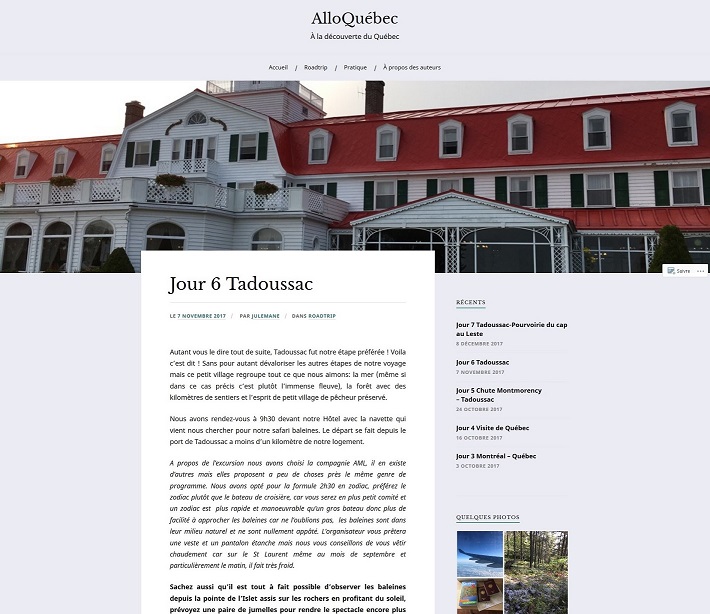 AlloQuébec
À la découverte du Québec
Accueil / Roadtrip / Pratique / À propos des auteurs
Suivre ...
Jour 6 Tadoussac
LE 7 NOVEMBRE 2017 / PAR JULEMANE / DANS ROADTRIP
Autant vous le dire tout de suite, Tadoussac fut notre étape préférée ! Voila
c'est dit ! Sans pour autant dévaloriser les autres étapes de notre voyage
mais ce petit village regroupe tout ce que nous aimons: la mer (même si
dans ce cas précis c'est plutôt l'immense fleuve), la forêt avec des
kilomètres de sentiers et l'esprit de petit village de pêcheur préservé.
Nous avons rendez-vous à 9h30 devant notre Hôtel avec la navette qui
vient nous chercher pour notre safari baleines. Le départ se fait depuis le
port de Tadoussac a moins d'un kilomètre de notre logement.
A propos de l'excursion nous avons choisi la compagnie AML, il en existe
d'autres mais elles proposent a peu de choses près le même genre de
programme. Nous avons opté pour la formule 2h30 en zodiac, préférez le
zodiac plutôt que le bateau de croisière, car vous serez en plus petit comité et
un zodiac est plus rapide et manoeuvrable qu'un gros bateau donc plus de
facilité à approcher les baleines car ne l'oublions pas, les baleines sont dans
leur milieu naturel et ne sont nullement appâté. L'organisateur vous prêtera
une veste et un pantalon étanche mais nous vous conseillons de vous vêtir
chaudement car sur le St Laurent même au mois de septembre et
particulièrement le matin, il fait très froid.
Sachez aussi qu'il est tout à fait possible d'observer les baleines
depuis la pointe de l'Islet assis sur les rochers en profitant du soleil,
prévoyez une paire de jumelles pour rendre le spectacle encore plus
RÉCENTS
Jour 7 Tadoussac-Pourvoirie du cap
au Leste
8 DÉCEMBRE 2017
Jour 6 Tadoussac
7 NOVEMBRE 2017
Jour 5 Chute Montmorency
– Tadoussac
24 OCTOBRE 2017
Jour 4 Visite de Québec
16 OCTOBRE 2017
Jour 3 Montréal – Québec
3 OCTOBRE 2017
QUELQUES PHOTOS